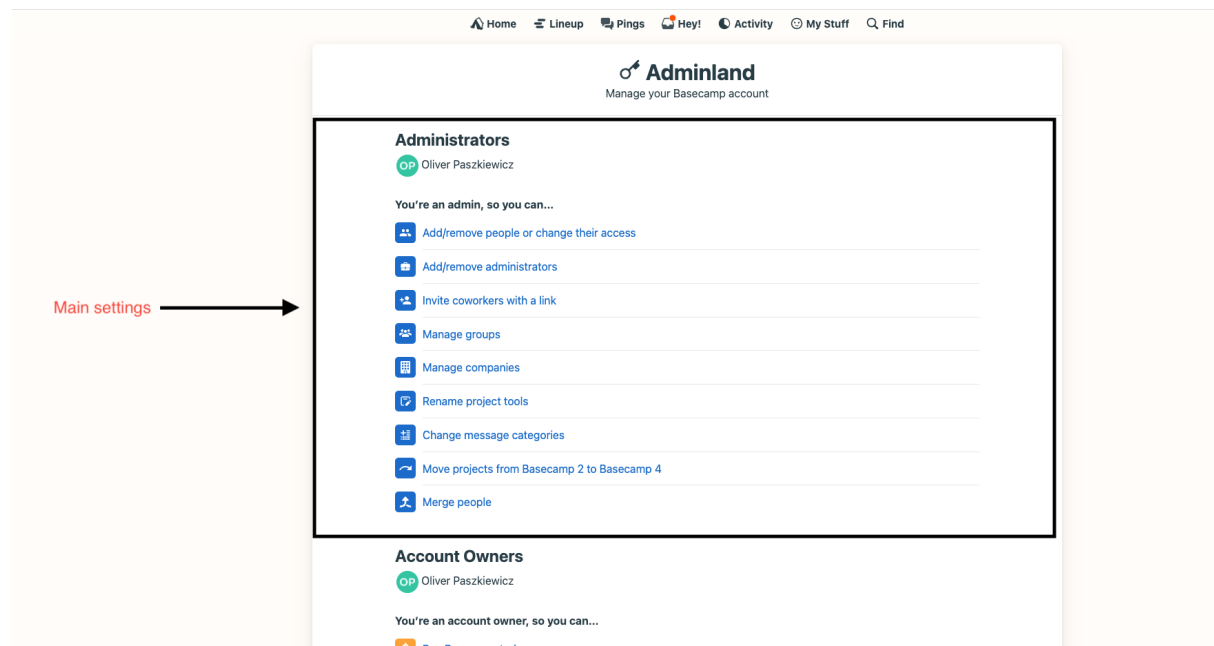 Home Lineup Pings Hey! Activity My Stuff Find
Adminland
Manage your Basecamp account
Administrators
OP Oliver Paszkiewicz
You're an admin, so you can...
Add/remove people or change their access
Add/remove administrators
Main settings
Invite coworkers with a link
Manage groups
Manage companies
Rename project tools
Change message categories
Move projects from Basecamp 2 to Basecamp 4
Merge people
Account Owners
OP Oliver Paszkiewicz
You're an account owner, so you can...